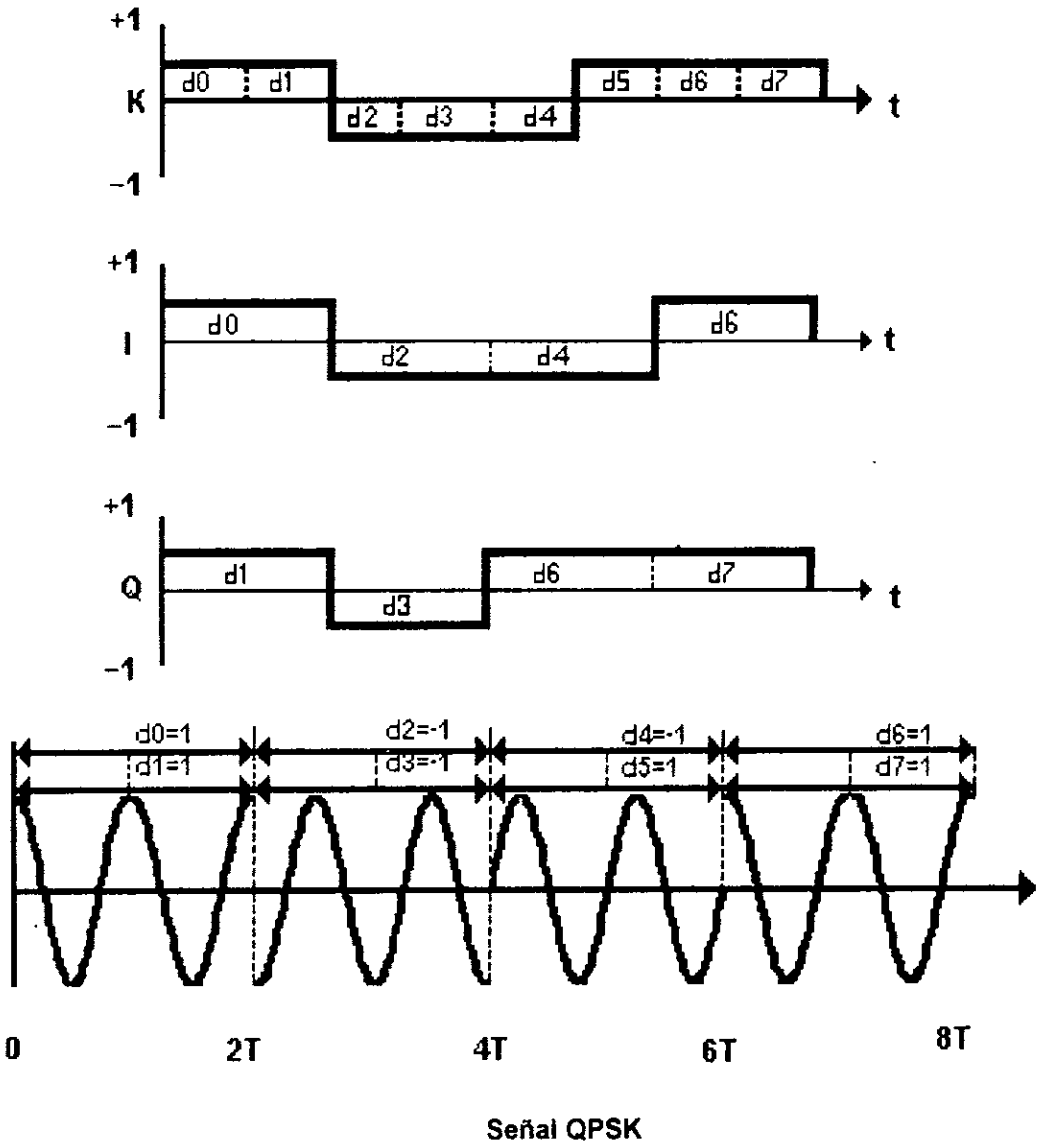 +1
d0 d1 d5 d6 d7
K t
d2 d3 d4
−1
+1
d0 d6
I t
d2 d4
−1
+1
d1 d6 d7
Q t
d3
−1
d0=1 d2=-1 d4=-1 d6=1
d1=1 d3=-1 d5=1 d7=1
0 2T 4T 6T 8T
Señal QPSK